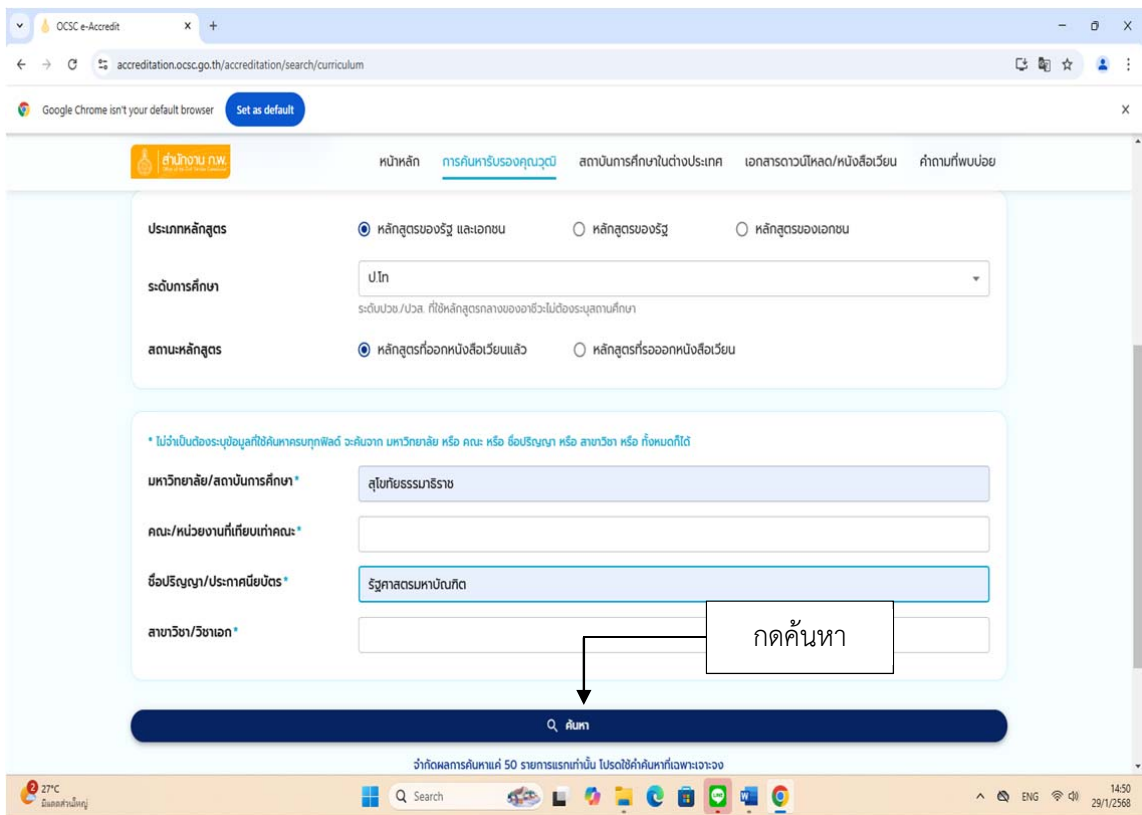 OCSC e-Accredit
accreditation.ocsc.go.th/accreditation/search/curriculum
Google Chrome isn't your default browser Set as default
สำนักงาน ก.พ. หน้าหลัก การค้นหารับรองคุณวุฒิ สถาบันการศึกษาในต่างประเทศ เอกสารดาวน์โหลด/หนังสือเวียน คำถามที่พบบ่อย
ประเภทหลักสูตร หลักสูตรของรัฐ และเอกชน หลักสูตรของรัฐ หลักสูตรของเอกชน
ระดับการศึกษา ป.โท
ระดับปวช./ปวส. ที่ใช้หลักสูตรกลางของอาชีวะไม่ต้องระบุสถานศึกษา
สถานะหลักสูตร หลักสูตรที่ออกหนังสือเวียนแล้ว หลักสูตรที่รอออกหนังสือเวียน
* ไม่จำเป็นต้องระบุข้อมูลที่ใช้ค้นหาครบทุกฟิลด์ จะค้นจาก มหาวิทยาลัย หรือ คณะ หรือ ชื่อปริญญา หรือ สาขาวิชา หรือ ทั้งหมดก็ได้
มหาวิทยาลัย/สถาบันการศึกษา* สุโขทัยธรรมาธิราช
คณะ/หน่วยงานที่เทียบเท่าคณะ*
ชื่อปริญญา/ประกาศนียบัตร* รัฐศาสตรมหาบัณฑิต
สาขาวิชา/วิชาเอก* กดค้นหา
ค้นหา
จำกัดผลการค้นหาแค่ 50 รายการแรกเท่านั้น โปรดใช้คำค้นหาที่เฉพาะเจาะจง
2 27°C Search ENG 14:50
มีแดดส่วนใหญ่ 29/1/2568